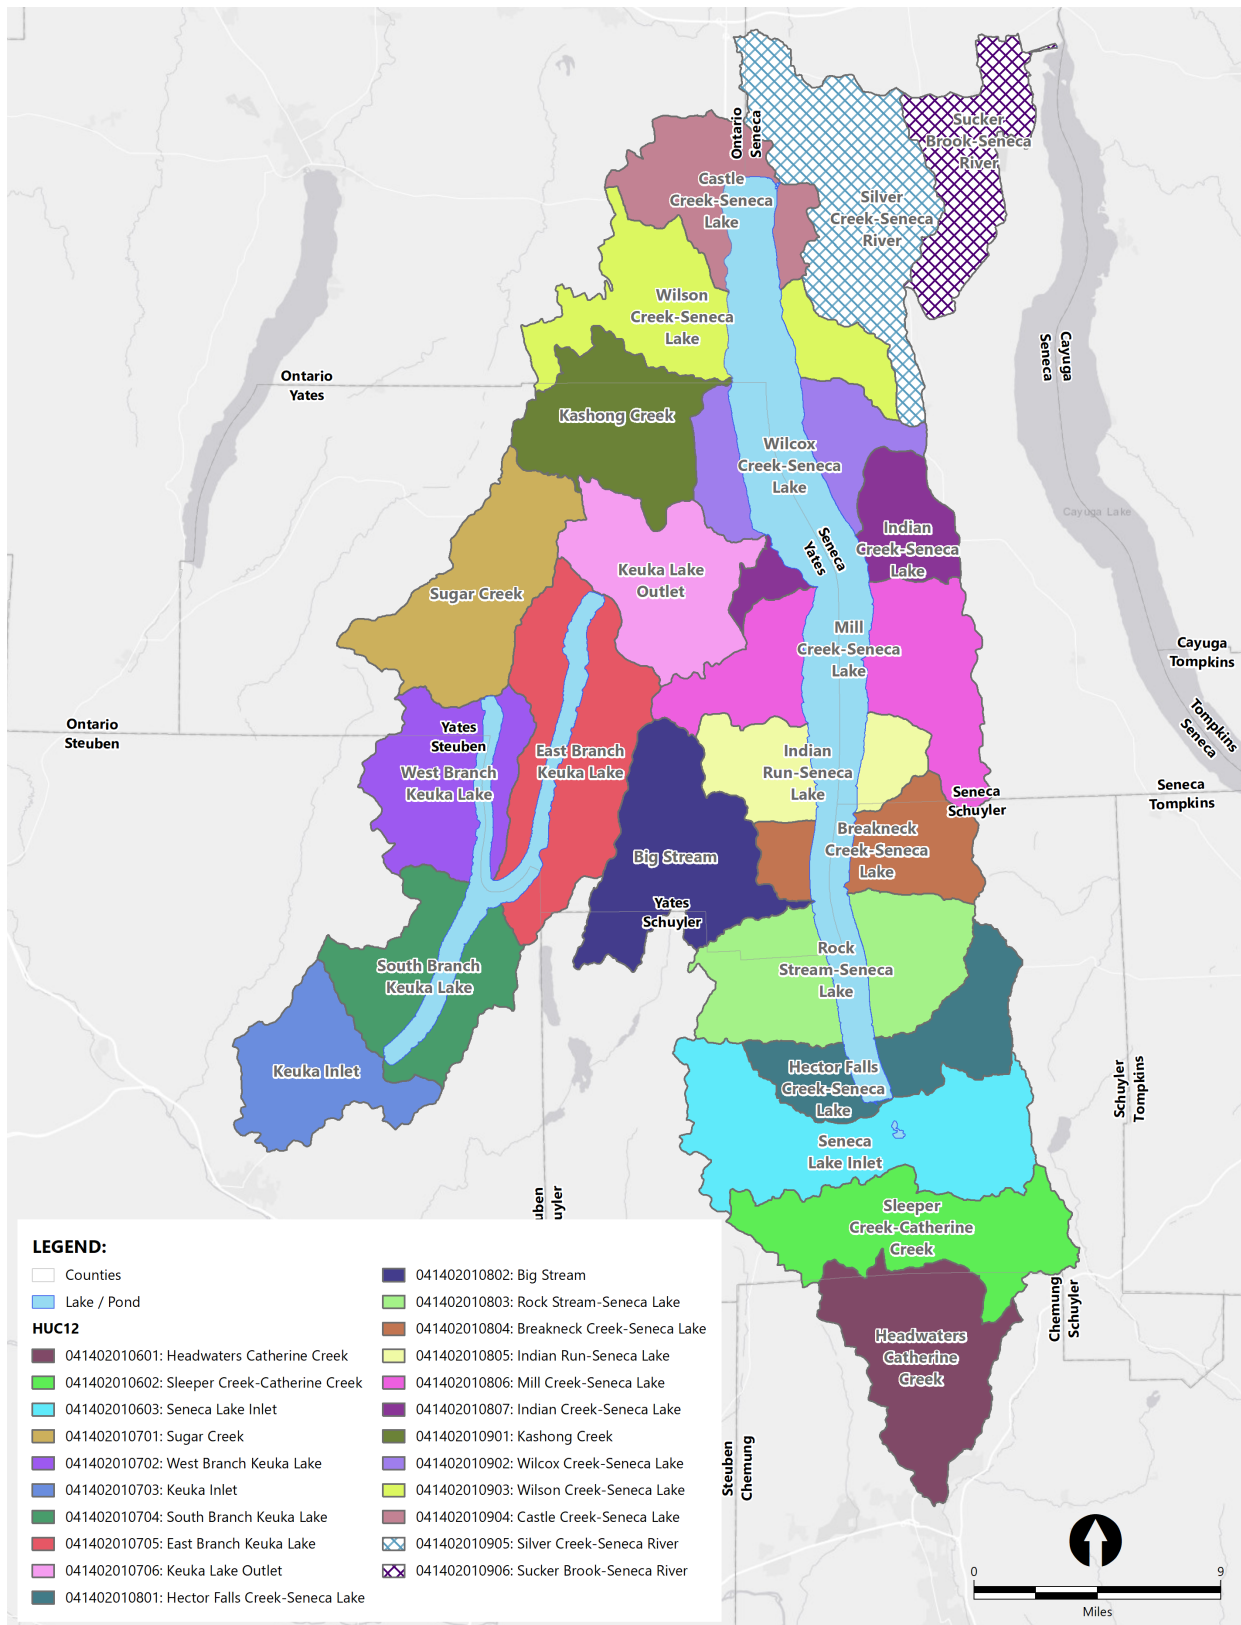 Ontario
Seneca
Sucker
Brook-Seneca
River
Castle
Creek-Seneca
Lake
Silver
Creek-Seneca
River
Wilson
Creek-Seneca
Lake
Seneca
Cayuga
Ontario
Yates
Kashong Creek
Wilcox
Creek-Seneca
Lake
Cayuga Lake
Indian
Creek-Seneca
Lake
Seneca
Yates
Keuka Lake
Outlet
Sugar Creek
Mill
Creek-Seneca
Lake
Cayuga
Tompkins
Tompkins
Seneca
Ontario
Steuben
Yates
Steuben
West Branch
Keuka Lake
East Branch
Keuka Lake
Indian
Run-Seneca
Lake
Seneca
Schuyler
Seneca
Tompkins
Breakneck
Creek-Seneca
Lake
Big Stream
Yates
Schuyler
Rock
Stream-Seneca
Lake
South Branch
Keuka Lake
Keuka Inlet
Hector Falls
Creek-Seneca
Lake
Schuyler
Tompkins
Seneca
Lake Inlet
uben
uyler
Sleeper
Creek-Catherine
Creek
Chemung
Schuyler
Headwaters
Catherine
Creek
Steuben
Chemung
LEGEND:
Counties
Lake / Pond
HUC12
041402010601: Headwaters Catherine Creek
041402010602: Sleeper Creek-Catherine Creek
041402010603: Seneca Lake Inlet
041402010701: Sugar Creek
041402010702: West Branch Keuka Lake
041402010703: Keuka Inlet
041402010704: South Branch Keuka Lake
041402010705: East Branch Keuka Lake
041402010706: Keuka Lake Outlet
041402010801: Hector Falls Creek-Seneca Lake
041402010802: Big Stream
041402010803: Rock Stream-Seneca Lake
041402010804: Breakneck Creek-Seneca Lake
041402010805: Indian Run-Seneca Lake
041402010806: Mill Creek-Seneca Lake
041402010807: Indian Creek-Seneca Lake
041402010901: Kashong Creek
041402010902: Wilcox Creek-Seneca Lake
041402010903: Wilson Creek-Seneca Lake
041402010904: Castle Creek-Seneca Lake
041402010905: Silver Creek-Seneca River
041402010906: Sucker Brook-Seneca River
0 9
Miles